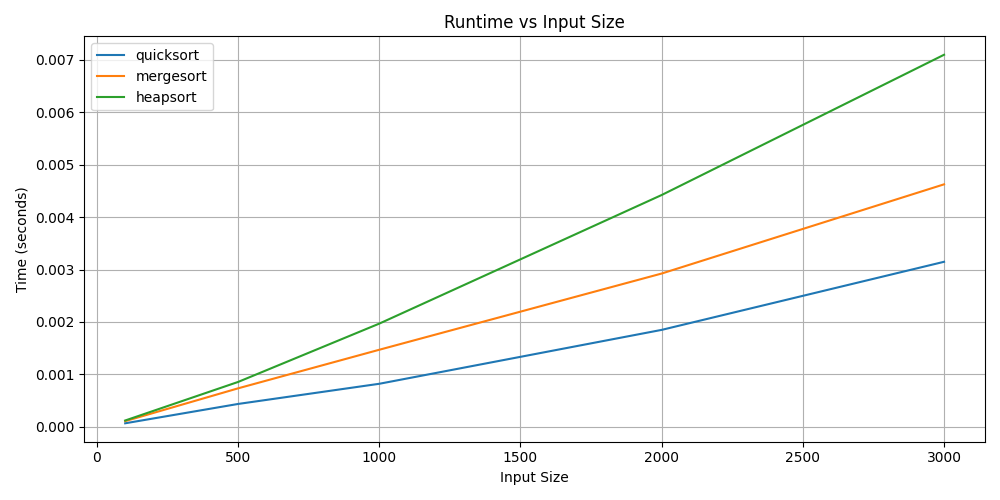 Runtime vs Input Size
quicksort
mergesort
heapsort
0.007
0.006
0.005
0.004
0.003
0.002
0.001
0.000
Time (seconds)
0 500 1000 1500 2000 2500 3000
Input Size